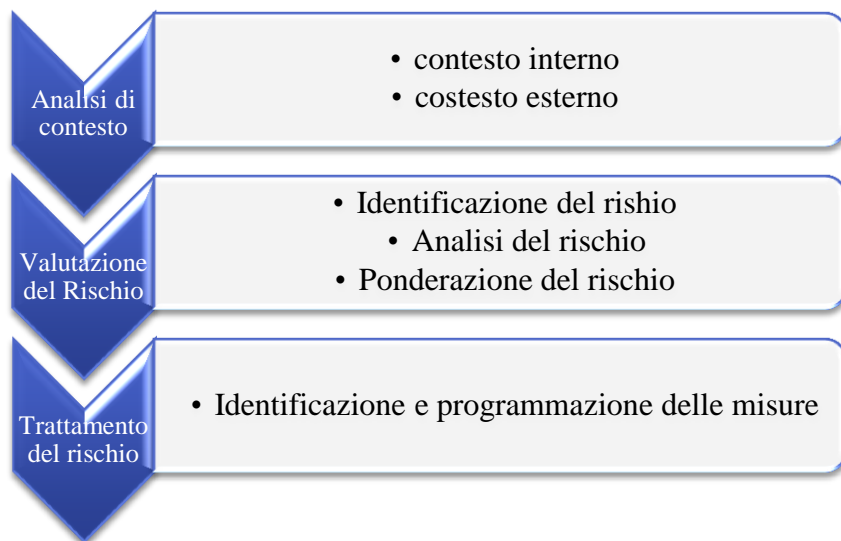 Analisi di
contesto
• contesto interno
• costesto esterno
Valutazione
del Rischio
• Identificazione del rishio
• Analisi del rischio
• Ponderazione del rischio
Trattamento
del rischio
• Identificazione e programmazione delle misure